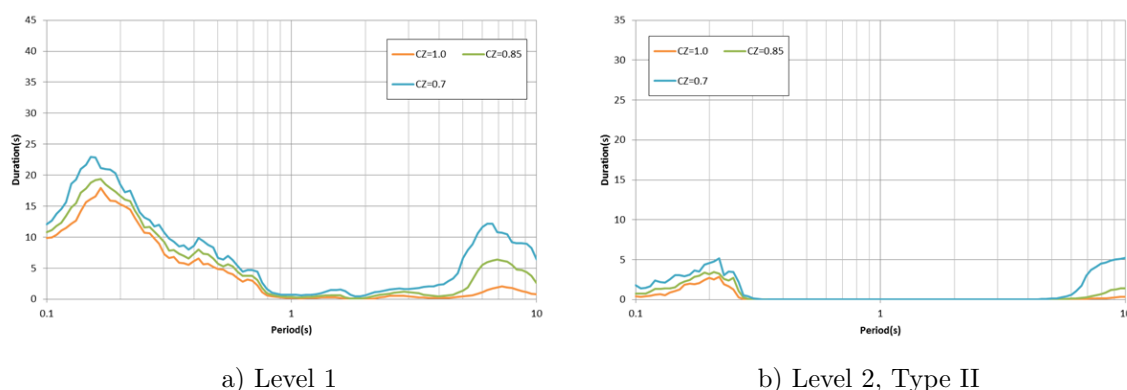 45
40
35
30
25
20
15
10
5
0
Duration(s)
0.1
1
10
Period(s)
CZ=1.0
CZ=0.85
CZ=0.7
a) Level 1
35
30
25
20
15
10
5
0
Duration(s)
0.1
1
10
Period(s)
CZ=1.0
CZ=0.85
CZ=0.7
b) Level 2, Type II